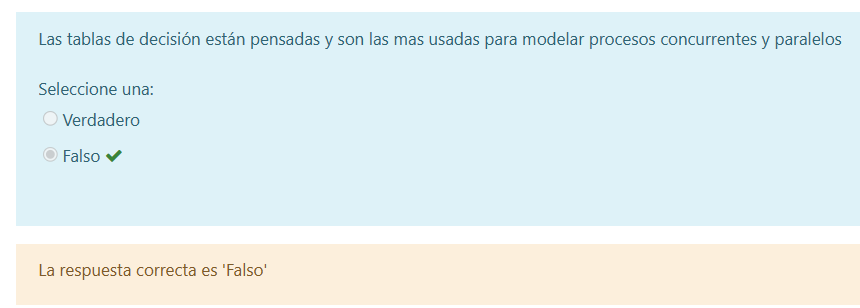 Las tablas de decisión están pensadas y son las mas usadas para modelar procesos concurrentes y paralelos
Seleccione una:
Verdadero
Falso
La respuesta correcta es 'Falso'